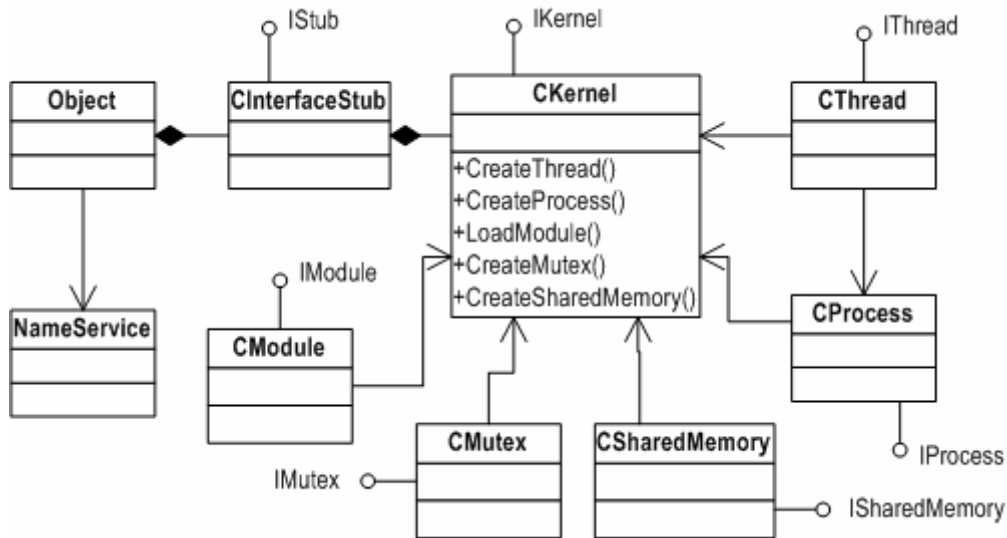 IStub
IKernel
IThread
Object
CInterfaceStub
CKernel
CThread
+CreateThread()
+CreateProcess()
+LoadModule()
+CreateMutex()
+CreateSharedMemory()
IModule
NameService
CModule
CProcess
CMutex
CSharedMemory
IMutex
IProcess
ISharedMemory